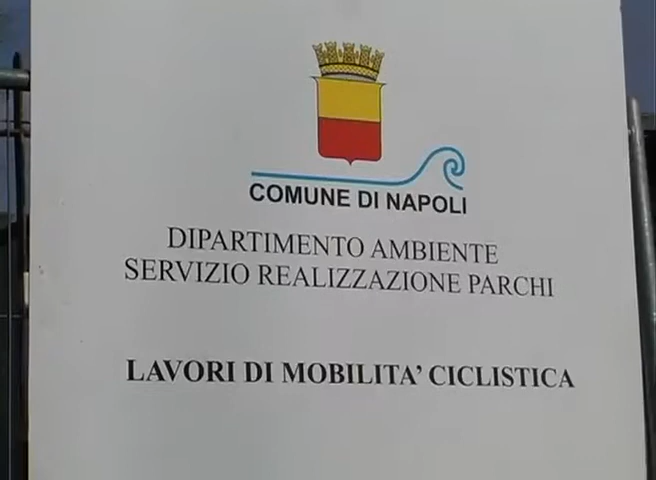 COMUNE DI NAPOLI
DIPARTIMENTO AMBIENTE
SERVIZIO REALIZZAZIONE PARCHI
LAVORI DI MOBILITA' CICLISTICA